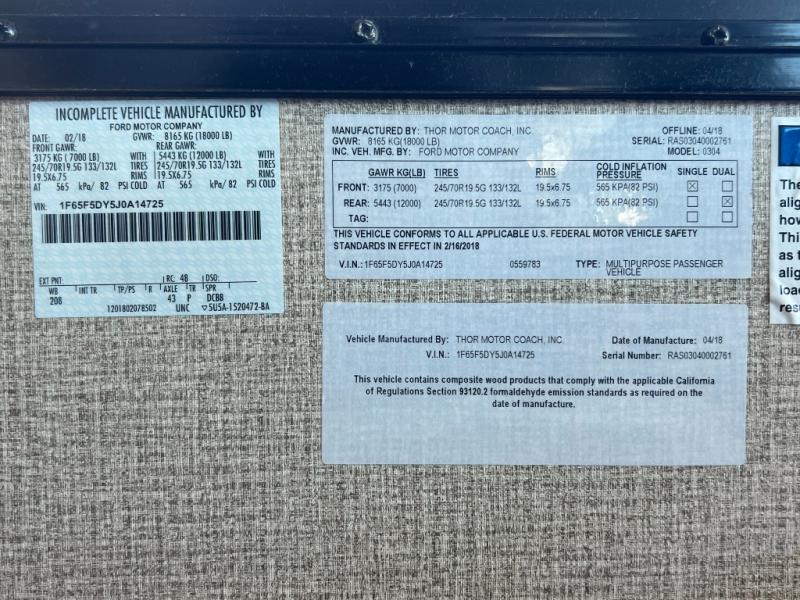 INCOMPLETE VEHICLE MANUFACTURED BY
FORD MOTOR COMPANY
DATE: 02/18 GVWR: 8165 KG (18000 LB)
FRONT GAWR: REAR GAWR:
3175 KG (7000 LB) WITH 5443 KG (12000 LB) WITH
245/70R19.5G 133/132L TIRES 245/70R19.5G 133/132L TIRES
19.5X6.75 RIMS 19.5X6.75 RIMS
AT 565 kPa/ 82 PSI COLD AT 565 kPa/ 82 PSI COLD
VIN: 1F65F5DY5J0A14725
EXT PNT: RC: 48 DSO:
WB INT TR TP/PS R AXLE TR SPR
208 43 P DCBB
1201802078502 UNC 5U5A-1520472-BA
MANUFACTURED BY: THOR MOTOR COACH, INC. OFFLINE: 04/18
GVWR: 8165 KG(18000 LB) SERIAL: RAS03040002761
INC. VEH. MFG. BY: FORD MOTOR COMPANY MODEL: 0304
GAWR KG(LB) TIRES RIMS COLD INFLATION PRESSURE SINGLE DUAL
FRONT: 3175 (7000) 245/70R19.5G 133/132L 19.5x6.75 565 KPA(82 PSI)
REAR: 5443 (12000) 245/70R19.5G 133/132L 19.5x6.75 565 KPA(82 PSI)
TAG:
THIS VEHICLE CONFORMS TO ALL APPLICABLE U.S. FEDERAL MOTOR VEHICLE SAFETY
STANDARDS IN EFFECT IN 2/16/2018
V.I.N.: 1F65F5DY5J0A14725 0559783 TYPE: MULTIPURPOSE PASSENGER
VEHICLE
Vehicle Manufactured By: THOR MOTOR COACH, INC Date of Manufacture: 04/18
V.I.N.: 1F65F5DY5J0A14725 Serial Number: RAS03040002761
This vehicle contains composite wood products that comply with the applicable California
of Regulations Section 93120.2 formaldehyde emission standards as required on the
date of manufacture.
The
alig
how
This
as t
alig
loa
resu